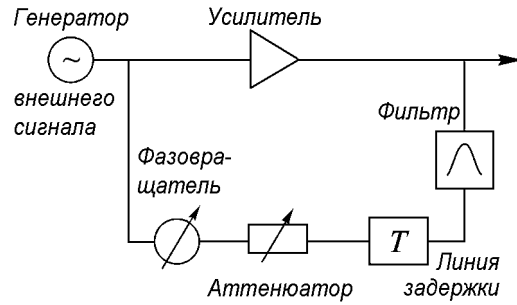 Генератор
внешнего
сигнала
Усилитель
Фильтр
Фазовра-
щатель
Аттенюатор
T
Линия
задержки